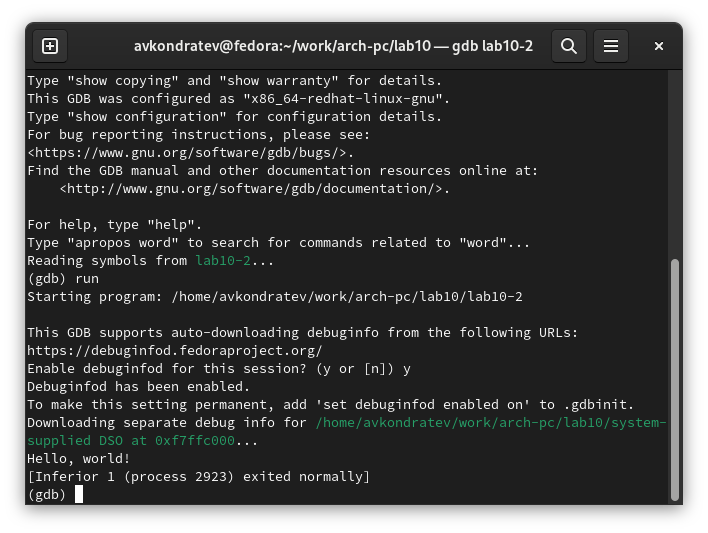 avkondratev@fedora:~/work/arch-pc/lab10 — gdb lab10-2
Type "show copying" and "show warranty" for details.
This GDB was configured as "x86_64-redhat-linux-gnu".
Type "show configuration" for configuration details.
For bug reporting instructions, please see:
<https://www.gnu.org/software/gdb/bugs/>.
Find the GDB manual and other documentation resources online at:
    <http://www.gnu.org/software/gdb/documentation/>.

For help, type "help".
Type "apropos word" to search for commands related to "word"...
Reading symbols from lab10-2...
(gdb) run
Starting program: /home/avkondratev/work/arch-pc/lab10/lab10-2

This GDB supports auto-downloading debuginfo from the following URLs:
https://debuginfod.fedoraproject.org/
Enable debuginfod for this session? (y or [n]) y
Debuginfod has been enabled.
To make this setting permanent, add 'set debuginfod enabled on' to .gdbinit.
Downloading separate debug info for /home/avkondratev/work/arch-pc/lab10/system-
supplied DSO at 0xf7ffc000...
Hello, world!
[Inferior 1 (process 2923) exited normally]
(gdb)